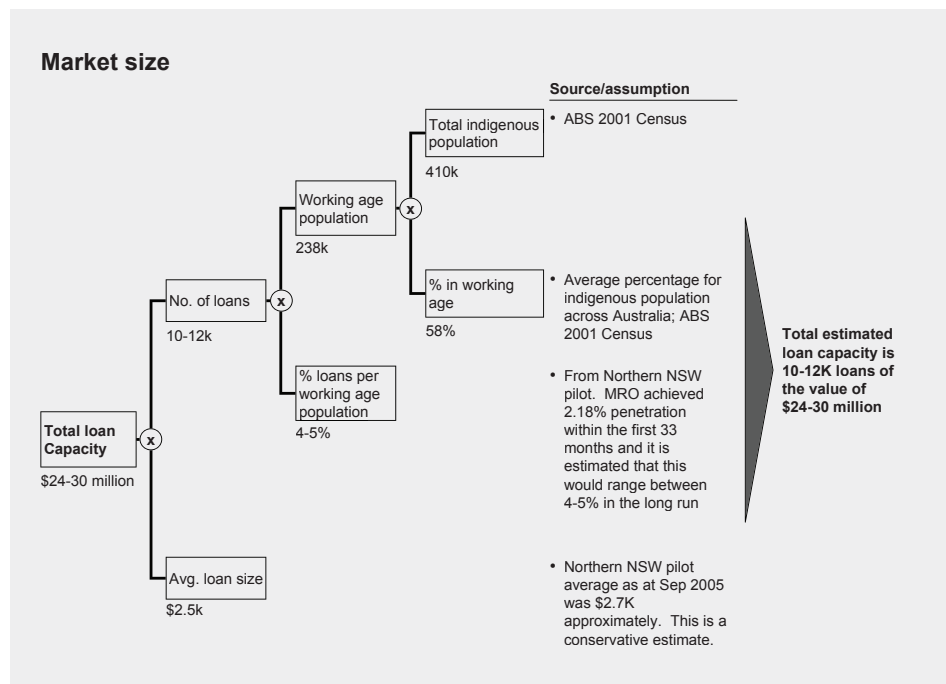 Market size
Source/assumption
Total indigenous
population
410k
• ABS 2001 Census
Working age
population
238k
x
% in working
age
58%
• Average percentage for
indigenous population
across Australia; ABS
2001 Census
No. of loans
10-12k
x
% loans per
working age
population
4-5%
• From Northern NSW
pilot. MRO achieved
2.18% penetration
within the first 33
months and it is
estimated that this
would range between
4-5% in the long run
Total loan
Capacity
$24-30 million
x
Avg. loan size
$2.5k
• Northern NSW pilot
average as at Sep 2005
was $2.7K
approximately. This is a
conservative estimate.
Total estimated
loan capacity is
10-12K loans of
the value of
$24-30 million